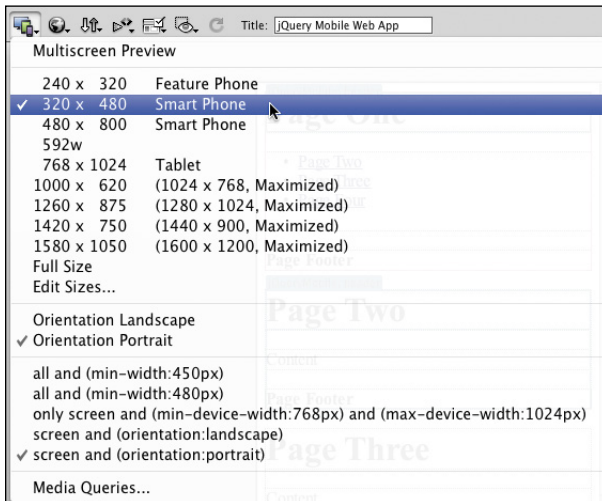 Title: jQuery Mobile Web App
Multiscreen Preview
240 x 320 Feature Phone
320 x 480 Smart Phone
480 x 800 Smart Phone
592w
768 x 1024 Tablet
1000 x 620 (1024 x 768, Maximized)
1260 x 875 (1280 x 1024, Maximized)
1420 x 750 (1440 x 900, Maximized)
1580 x 1050 (1600 x 1200, Maximized)
Full Size
Edit Sizes...
Orientation Landscape
Orientation Portrait
all and (min-width:450px)
all and (min-width:480px)
only screen and (min-device-width:768px) and (max-device-width:1024px)
screen and (orientation:landscape)
screen and (orientation:portrait)
Media Queries...
Page One
Page Two
Page Three
Page Footer
Page Two
Content
Page Footer
Page Three
Content